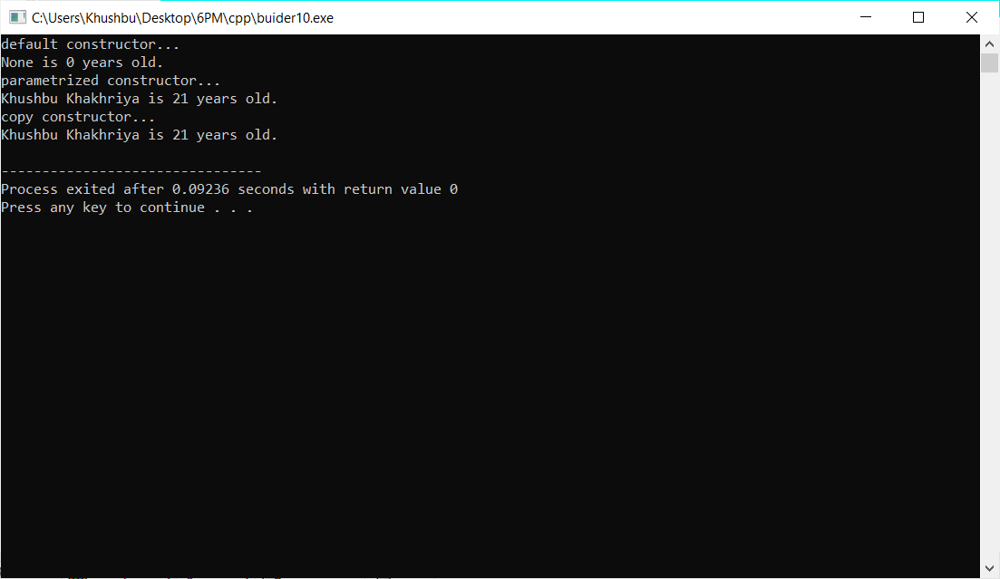 C:\Users\Khushbu\Desktop\6PM\cpp\buider10.exe
default constructor...
None is 0 years old.
parametrized constructor...
Khushbu Khakhriya is 21 years old.
copy constructor...
Khushbu Khakhriya is 21 years old.
--------------------------------
Process exited after 0.09236 seconds with return value 0
Press any key to continue . . .